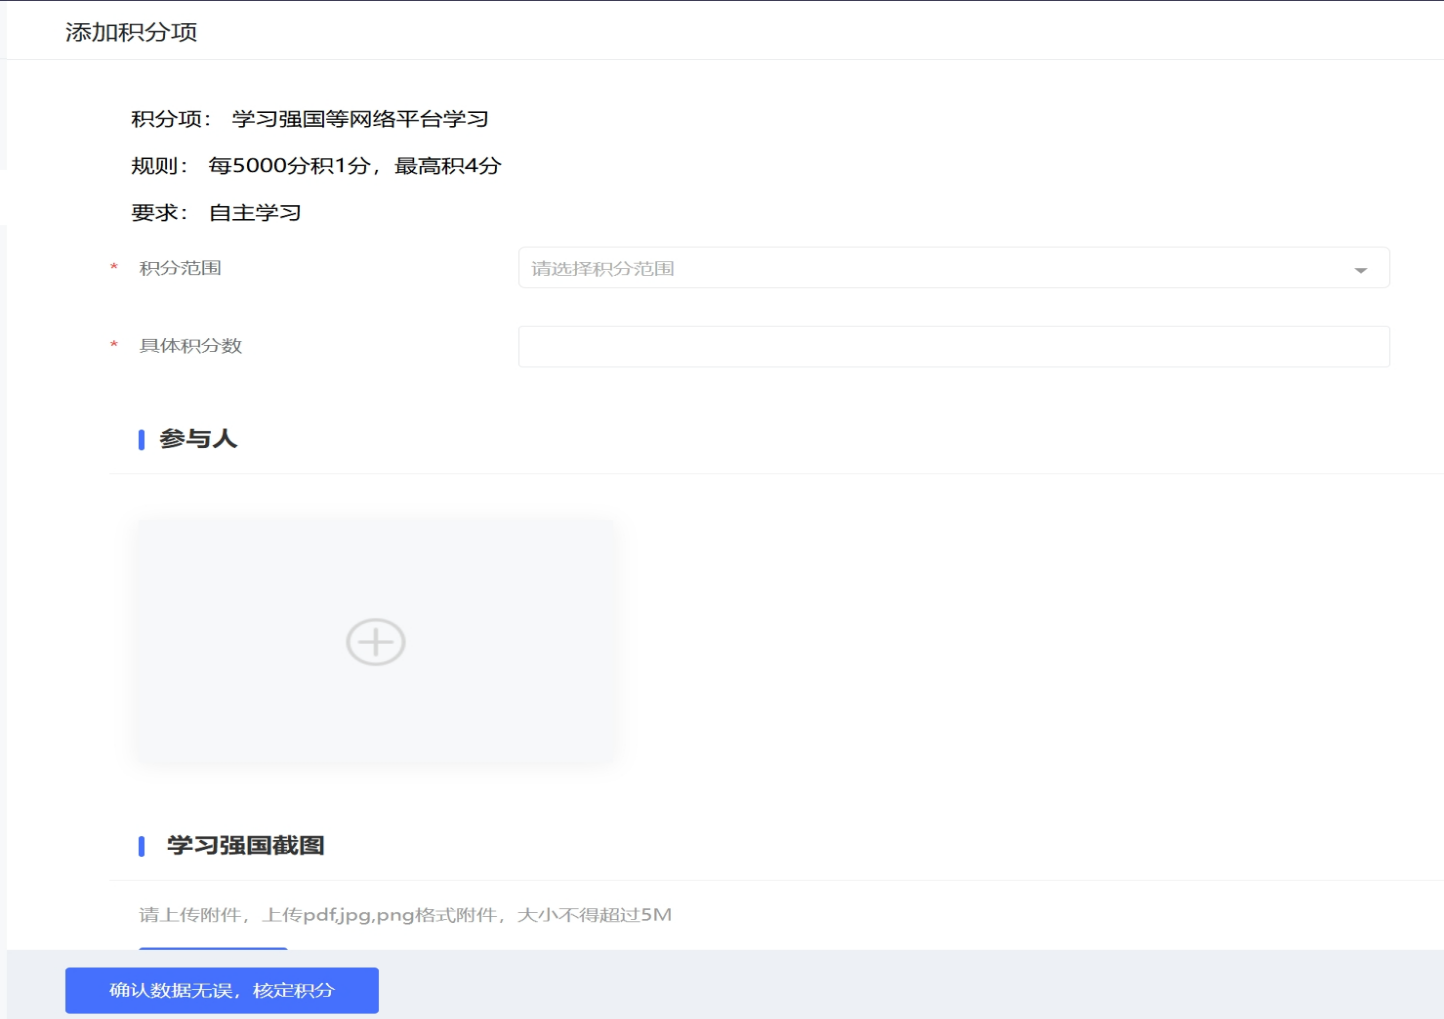 添加积分项
积分项： 学习强国等网络平台学习
规则： 每5000分积1分，最高积4分
要求： 自主学习
* 积分范围 请选择积分范围
* 具体积分数
参与人
学习强国截图
请上传附件，上传pdf,jpg,png格式附件，大小不得超过5M
确认数据无误，核定积分